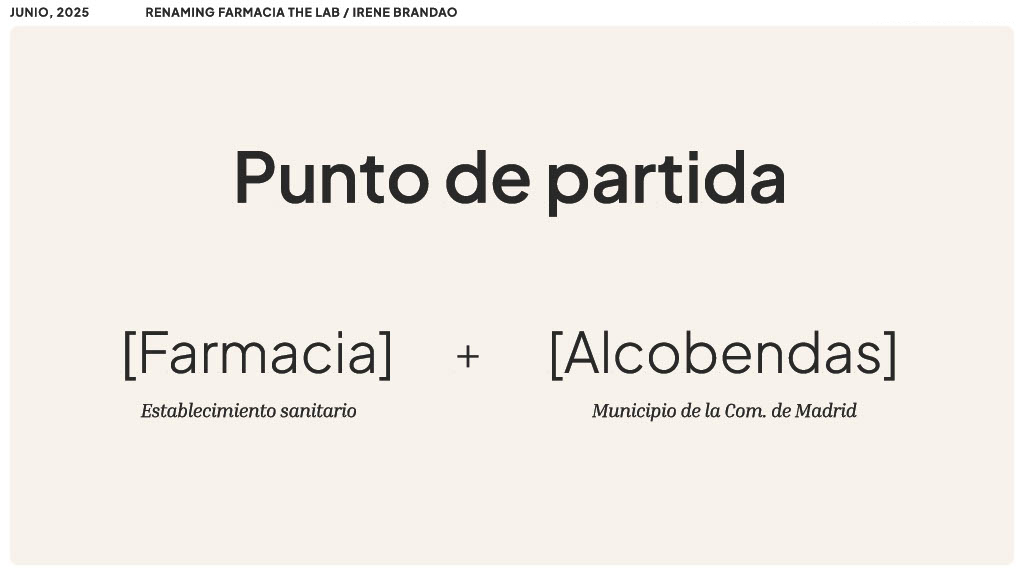 JUNIO, 2025 RENAMING FARMACIA THE LAB / IRENE BRANDAO
Punto de partida
[Farmacia] + [Alcobendas]
Establecimiento sanitario Municipio de la Com. de Madrid